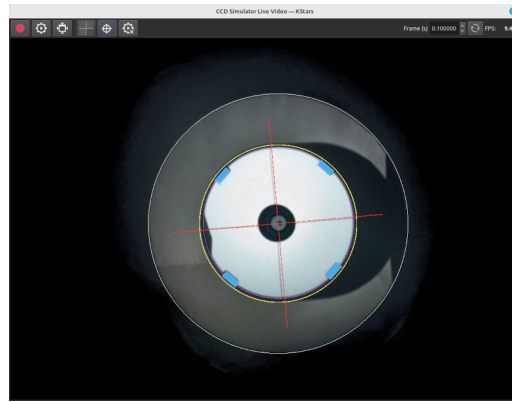 CCD Simulator Live Video — KStars
Frame (s) 0.100000 FPS: 9.4